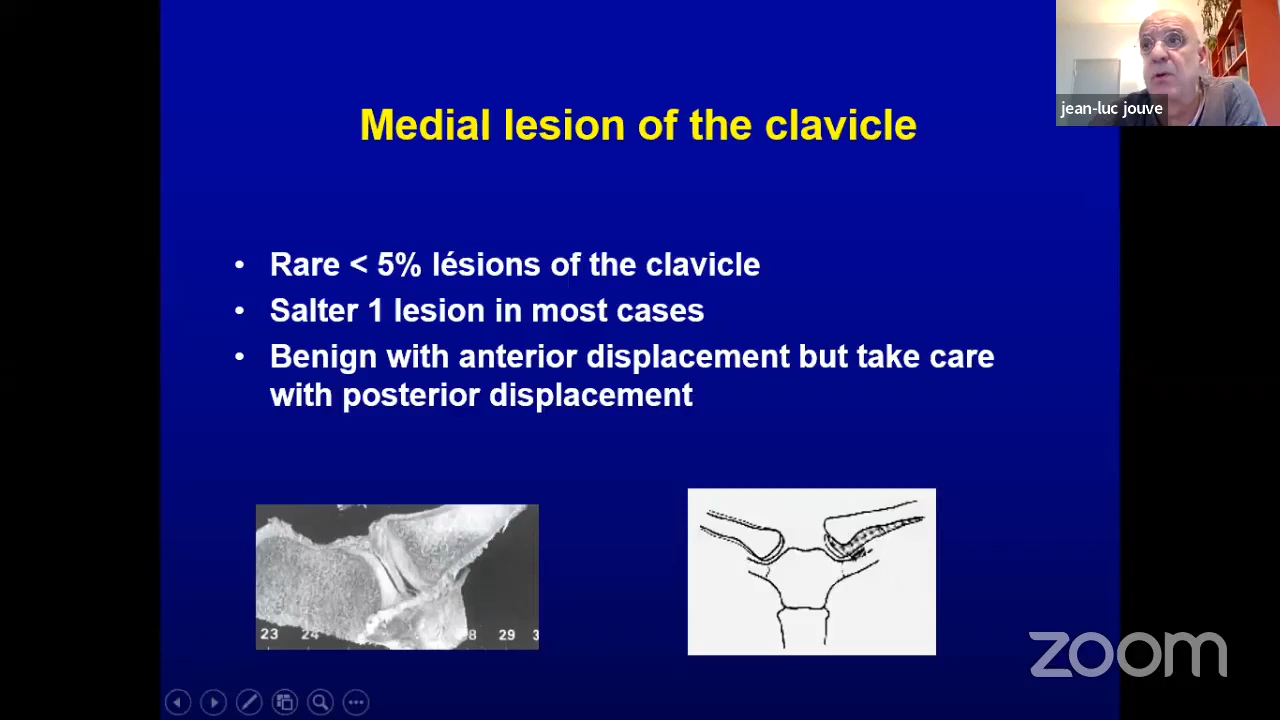 Medial lesion of the clavicle
jean-luc jouve
• Rare < 5% lésions of the clavicle
• Salter 1 lesion in most cases
• Benign with anterior displacement but take care
with posterior displacement
23 24 29 3
zoom